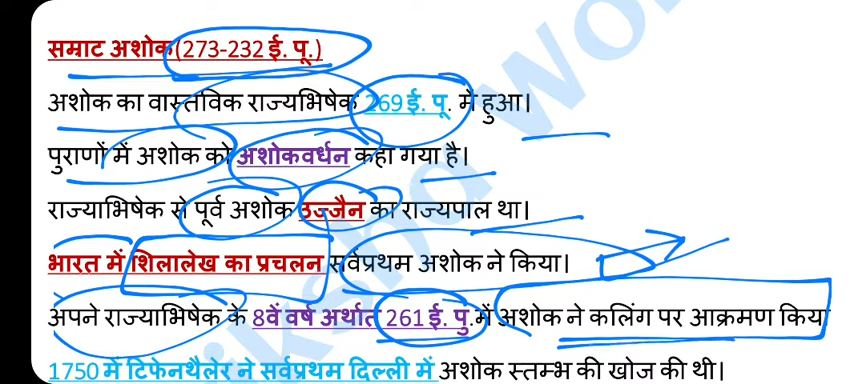 सम्राट अशोक(273-232 ई. पू.)
अशोक का वास्तविक राज्यभिषेक 269 ई. पू. में हुआ।
पुराणों में अशोक को अशोकवर्धन कहा गया है।
राज्याभिषेक से पूर्व अशोक उज्जैन का राज्यपाल था।
भारत में शिलालेख का प्रचलन सर्वप्रथम अशोक ने किया।
अपने राज्याभिषेक के 8वें वर्ष अर्थात 261 ई. पु.में अशोक ने कलिंग पर आक्रमण किय
1750 में टिफेनथैलेर ने सर्वप्रथम दिल्ली में अशोक स्तम्भ की खोज की थी।